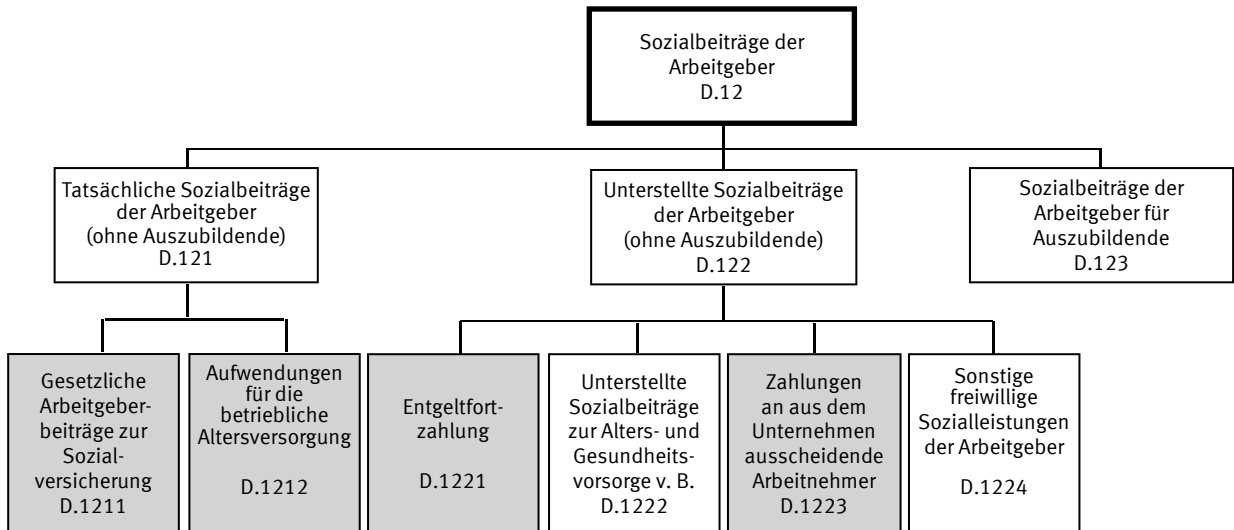 Sozialbeiträge der
Arbeitgeber
D.12
Tatsächliche Sozialbeiträge
der Arbeitgeber
(ohne Auszubildende)
D.121
Unterstellte Sozialbeiträge
der Arbeitgeber
(ohne Auszubildende)
D.122
Sozialbeiträge der
Arbeitgeber für
Auszubildende
D.123
Gesetzliche
Arbeitgeber-
beiträge zur
Sozial-
versicherung
D.1211
Aufwendungen
für die
betriebliche
Altersversorgung
D.1212
Entgeltfort-
zahlung
D.1221
Unterstellte
Sozialbeiträge
zur Alters- und
Gesundheits-
vorsorge v. B.
D.1222
Zahlungen
an aus dem
Unternehmen
ausscheidende
Arbeitnehmer
D.1223
Sonstige
freiwillige
Sozialleistungen
der Arbeitgeber
D.1224